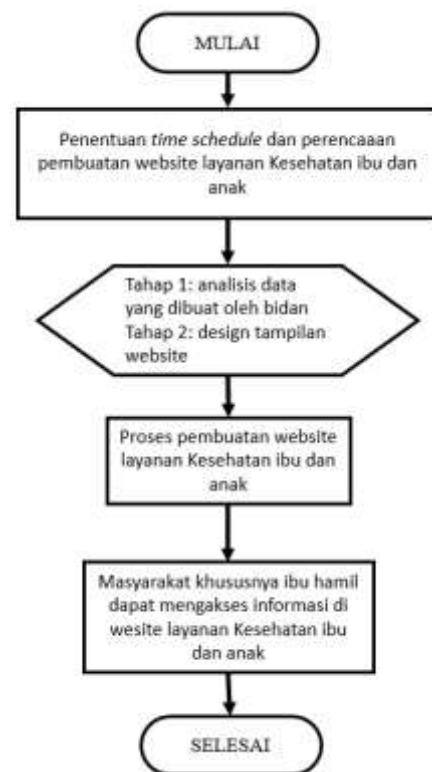 MULAI
Penentuan time schedule dan perencaaan
pembuatan website layanan Kesehatan ibu dan
anak
Tahap 1: analisis data
yang dibuat oleh bidan
Tahap 2: design tampilan
website
Proses pembuatan website
layanan Kesehatan ibu dan
anak
Masyarakat khususnya ibu hamil
dapat mengakses informasi di
wesite layanan Kesehatan ibu
dan anak
SELESAI